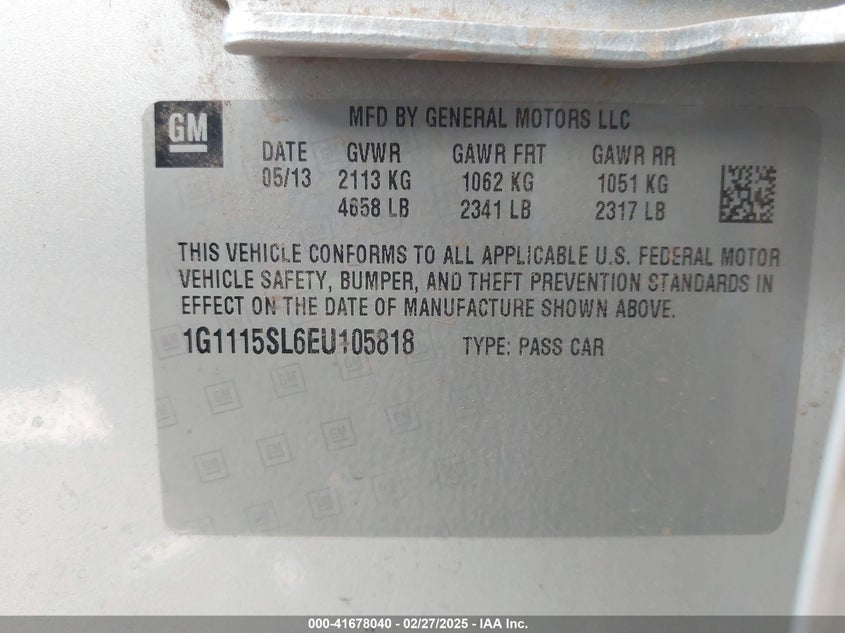 GM
MFD BY GENERAL MOTORS LLC
DATE GVWR GAWR FRT GAWR RR
05/13 2113 KG 1062 KG 1051 KG
4658 LB 2341 LB 2317 LB
THIS VEHICLE CONFORMS TO ALL APPLICABLE U.S. FEDERAL MOTOR
VEHICLE SAFETY, BUMPER, AND THEFT PREVENTION STANDARDS IN
EFFECT ON THE DATE OF MANUFACTURE SHOWN ABOVE.
1G1115SL6EU105818 TYPE: PASS CAR
000-41678040 / 02/27/2025 - IAA Inc.